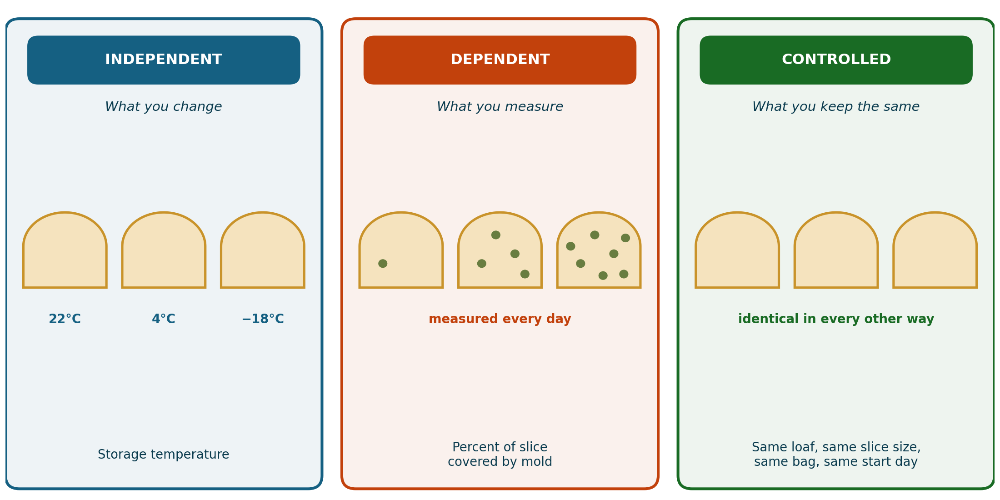 INDEPENDENT
What you change
22°C
4°C
−18°C
Storage temperature
DEPENDENT
What you measure
measured every day
Percent of slice
covered by mold
CONTROLLED
What you keep the same
identical in every other way
Same loaf, same slice size,
same bag, same start day